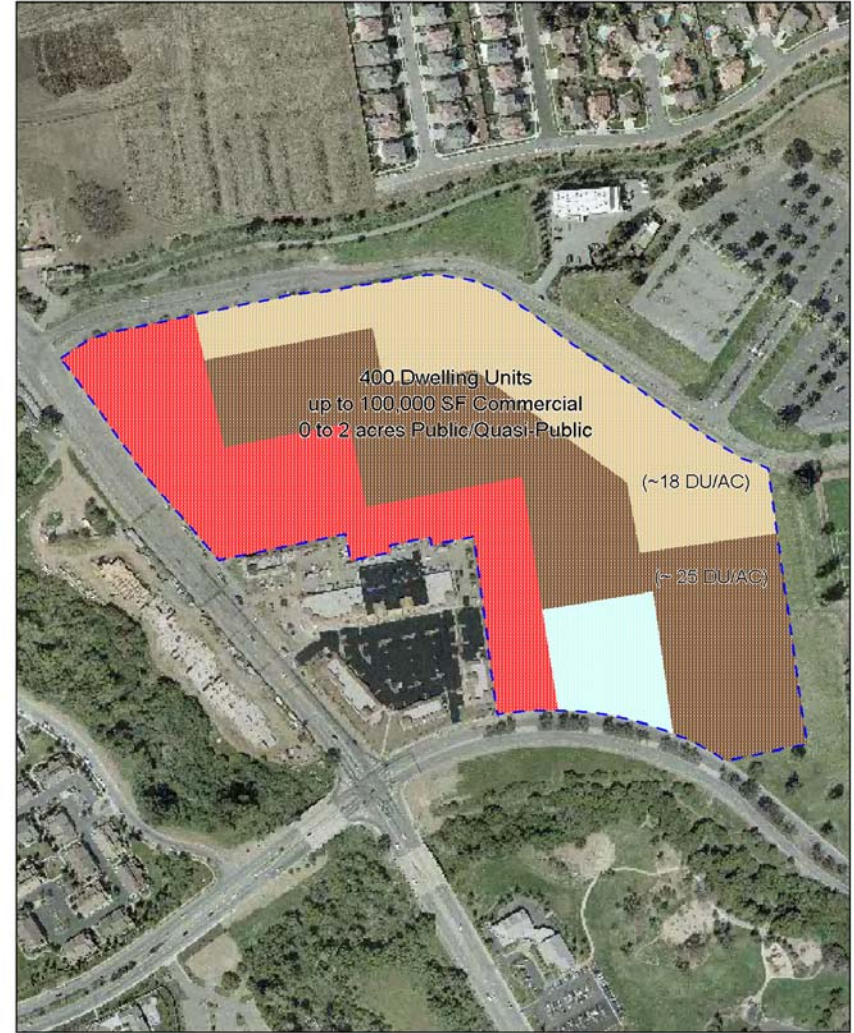 400 Dwelling Units
up to 100,000 SF Commercial
0 to 2 acres Public/Quasi-Public
(~18 DU/AC)
(~ 25 DU/AC)